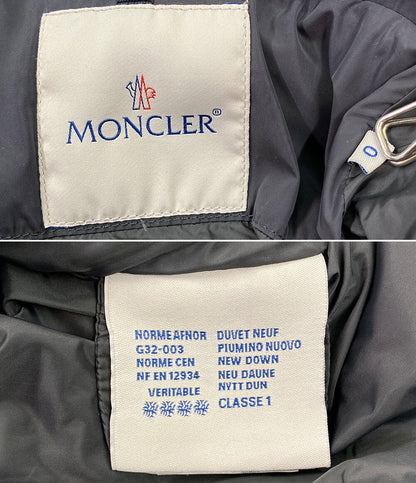 MONCLER®
0
NORME AFNOR
G32-003
NORME CEN
NF EN 12934
VERITABLE
DUVET NEUF
PIUMINO NUOVO
NEW DOWN
NEU DAUNE
NYTT DUN
CLASSE 1